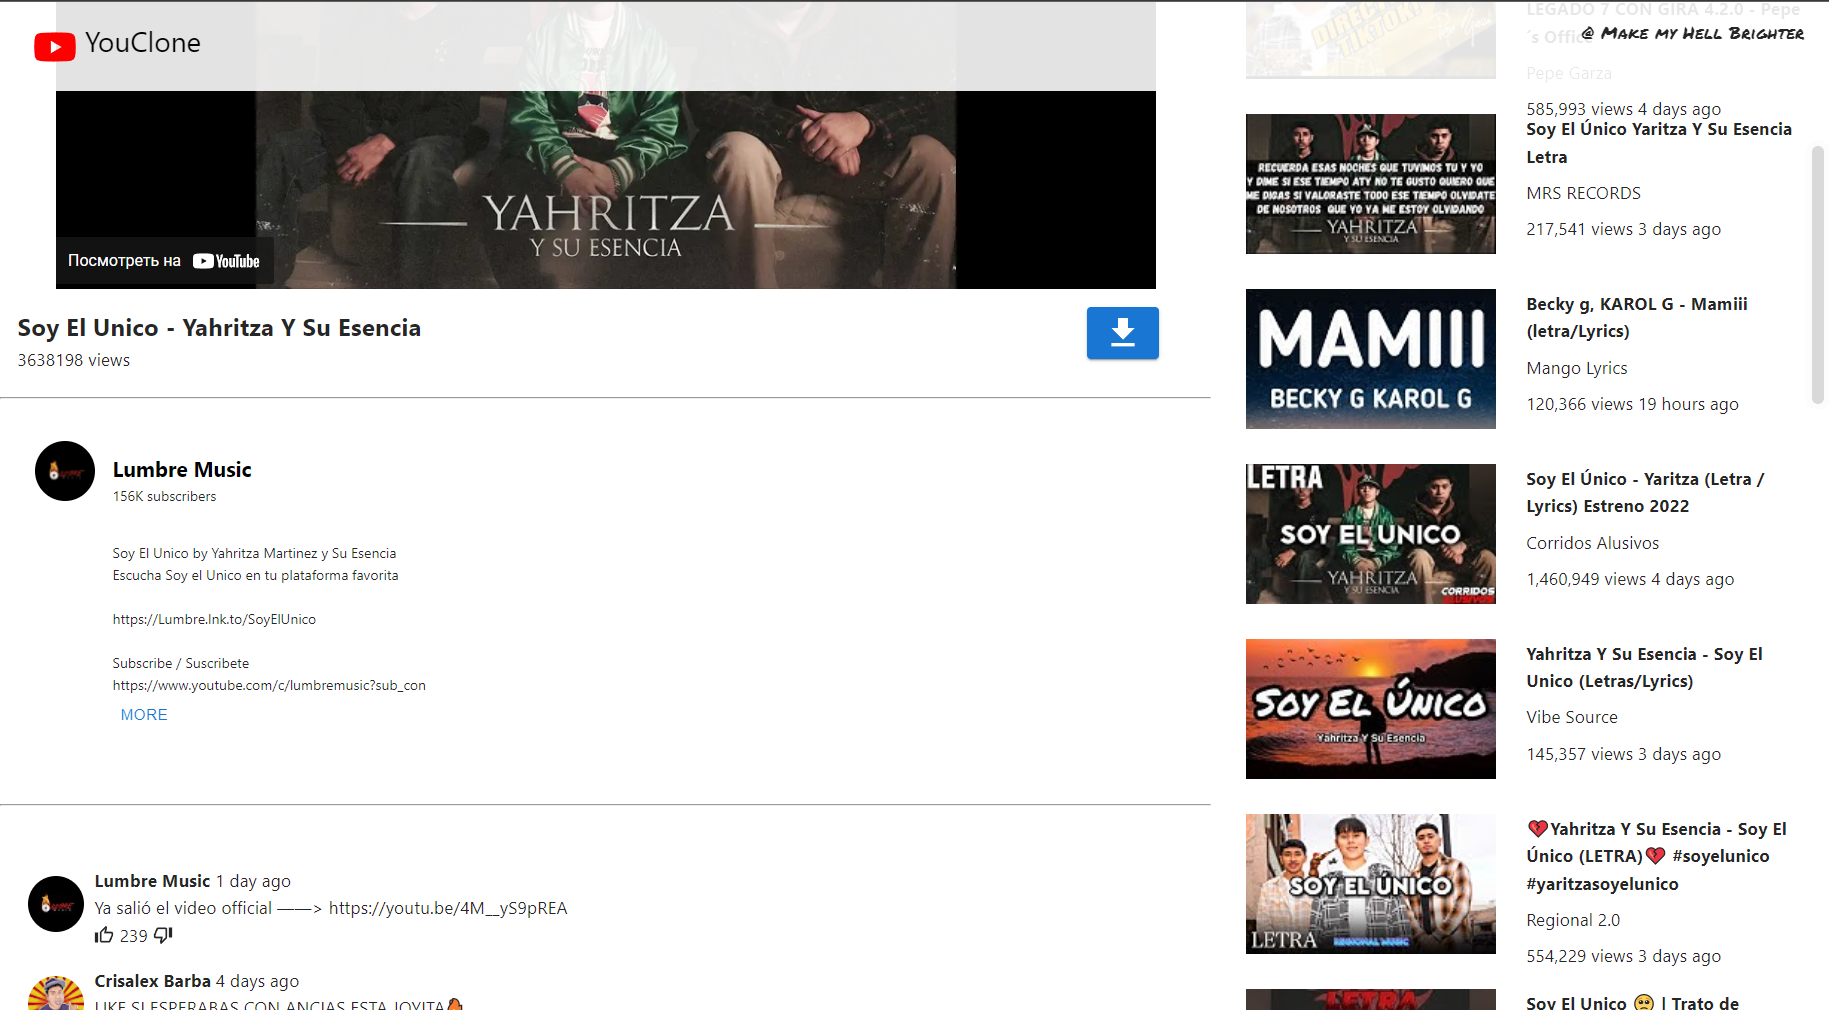 YouClone
@ Make my Hell Brighter
YAHRITZA
Y SU ESENCIA
Посмотреть на YouTube
Soy El Unico - Yahritza Y Su Esencia
3638198 views
Lumbre Music
156K subscribers
Soy El Unico by Yahritza Martinez y Su Esencia
Escucha Soy el Unico en tu plataforma favorita
https://Lumbre.lnk.to/SoyElUnico
Subscribe / Suscribete
https://www.youtube.com/c/lumbremusic?sub_con
MORE
Lumbre Music 1 day ago
Ya salió el video official ——> https://youtu.be/4M__yS9pREA
239
Crisalex Barba 4 days ago
LIKE SI ESPERABAS CON ANCIAS ESTA JOYITA
DIRECT
TIKTOK!
LEGADO 7 CON GIRA 4.2.0 - Pepe
´s Office
Pepe Garza
585,993 views 4 days ago
RECUERDA ESAS NOCHES QUE TUVIMOS TU Y YO
Y DIME SI ESE TIEMPO ATY NO TE GUSTO QUIERO QUE
ME DIGAS SI VALORASTE TODO ESE TIEMPO OLVIDATE
DE NOSOTROS QUE YO YA ME ESTOY OLVIDANDO
YAHRITZA
Y SU ESENCIA
Soy El Único Yaritza Y Su Esencia
Letra
MRS RECORDS
217,541 views 3 days ago
MAMIII
BECKY G KAROL G
Becky g, KAROL G - Mamiii
(letra/Lyrics)
Mango Lyrics
120,366 views 19 hours ago
LETRA
SOY EL UNICO
YAHRITZA
Y SU ESENCIA
CORRIDOS
ALUSIVOS
Soy El Único - Yaritza (Letra /
Lyrics) Estreno 2022
Corridos Alusivos
1,460,949 views 4 days ago
Soy El Único
Yahritza Y Su Esencia
Yahritza Y Su Esencia - Soy El
Unico (Letras/Lyrics)
Vibe Source
145,357 views 3 days ago
SOY EL ÚNICO
LETRA
REGIONAL MUSIC
💔Yahritza Y Su Esencia - Soy El
Único (LETRA)💔 #soyelunico
#yaritzasoyelunico
Regional 2.0
554,229 views 3 days ago
LETRA
Soy El Unico 🥺 | Trato de